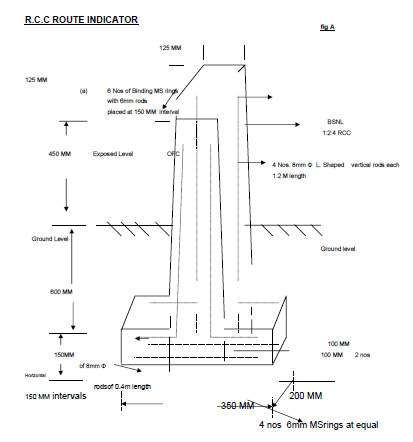 R.C.C ROUTE INDICATOR
fig A
125 MM
125 MM
(a) 6 Nos of Binding MS rings
with 6mm rods
placed at 150 MM interval
BSNL
1:2:4 RCC
450 MM Exposed Level OFC
4 Nos. 8mm Φ L. Shaped vertical rods each
1.2 M length
Ground Level
Ground level
600 MM
100 MM
150MM
100 MM 2 nos
of 8mm Φ
Horizontal
rodsof 0.4m length
150 MM intervals
350 MM
200 MM
4 nos 6mm MSrings at equal